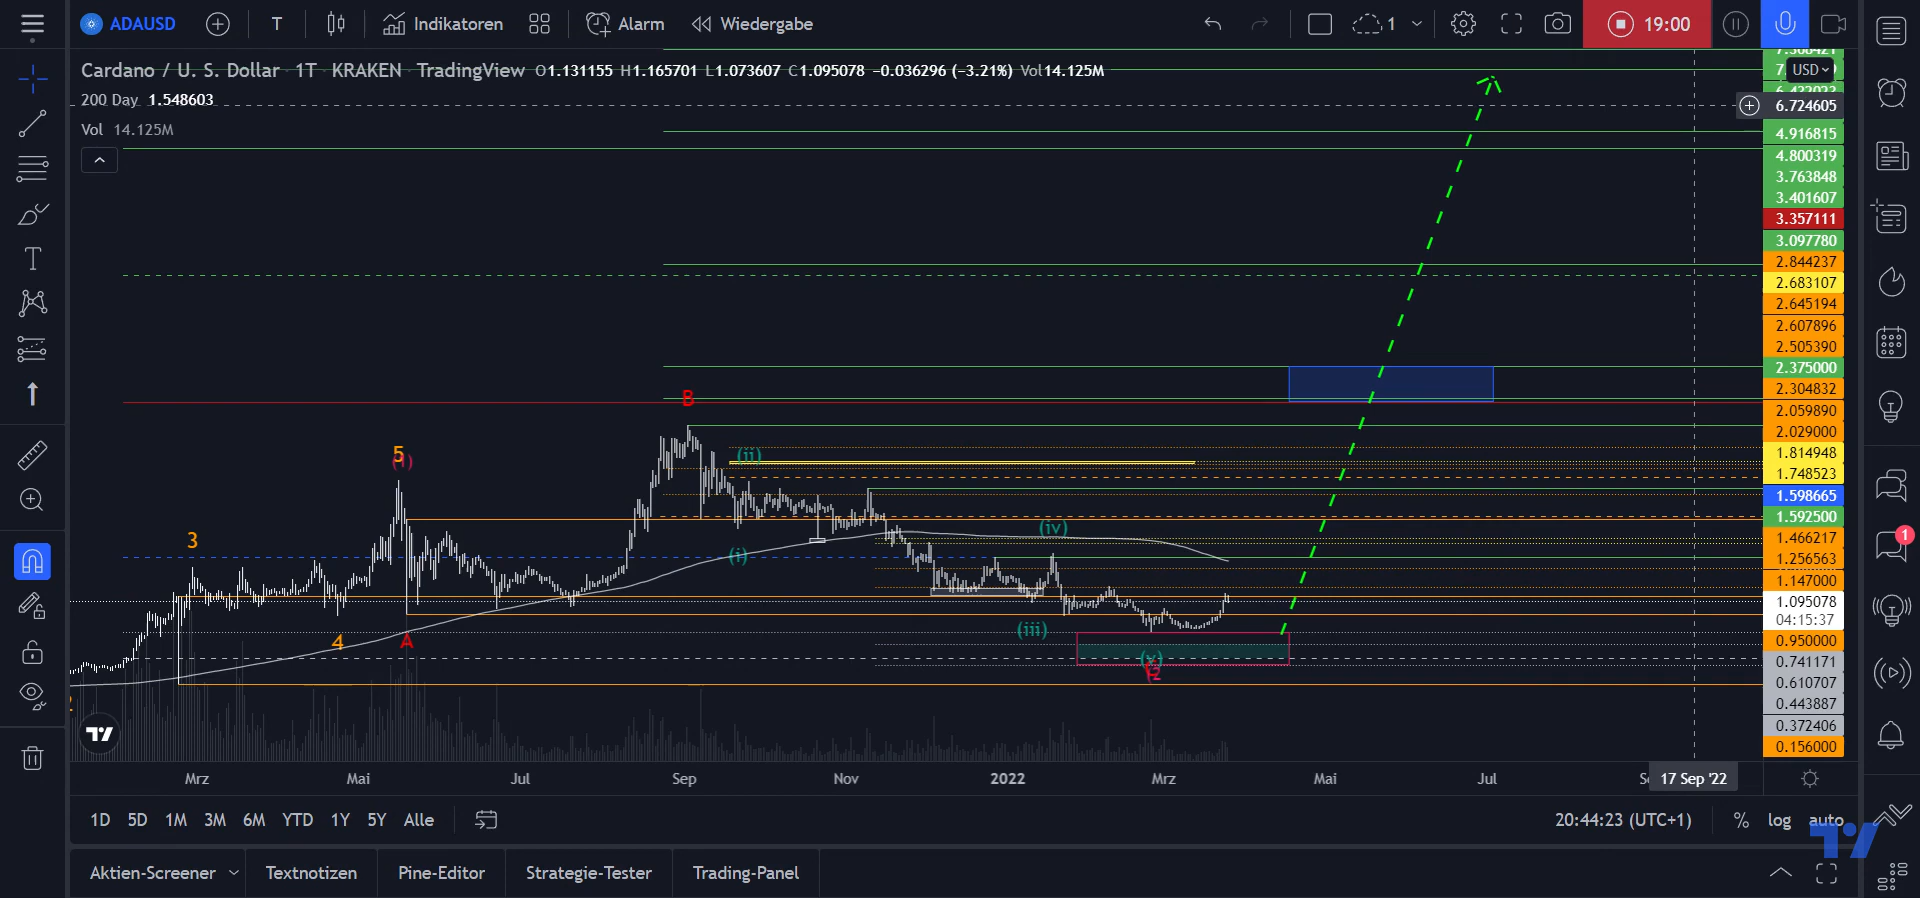 ADAUSD
T
Indikatoren
Alarm
Wiedergabe
1
19:00
Cardano / U. S. Dollar · 1T · KRAKEN · TradingView O1.131155 H1.165701 L1.073607 C1.095078 −0.036296 (−3.21%) Vol14.125M
200 Day 1.548603
Vol 14.125M
USD
6.724605
4.916815
4.800319
3.763848
3.401607
3.357111
3.097780
2.844237
2.683107
2.645194
2.607896
2.505390
2.375000
2.304832
2.059890
2.029000
1.814948
1.748523
1.598665
1.592500
1.466217
1.256563
1.147000
1.095078
04:15:37
0.950000
0.741171
0.610707
0.443887
0.372406
0.156000
B
5
(1)
(ii)
3
(iv)
(i)
(iii)
4
A
(v)
2
1
Mrz
Mai
Jul
Sep
Nov
2022
Mrz
Mai
Jul
17 Sep '22
1D 5D 1M 3M 6M YTD 1Y 5Y Alle
20:44:23 (UTC+1)
% log auto
Aktien-Screener
Textnotizen
Pine-Editor
Strategie-Tester
Trading-Panel